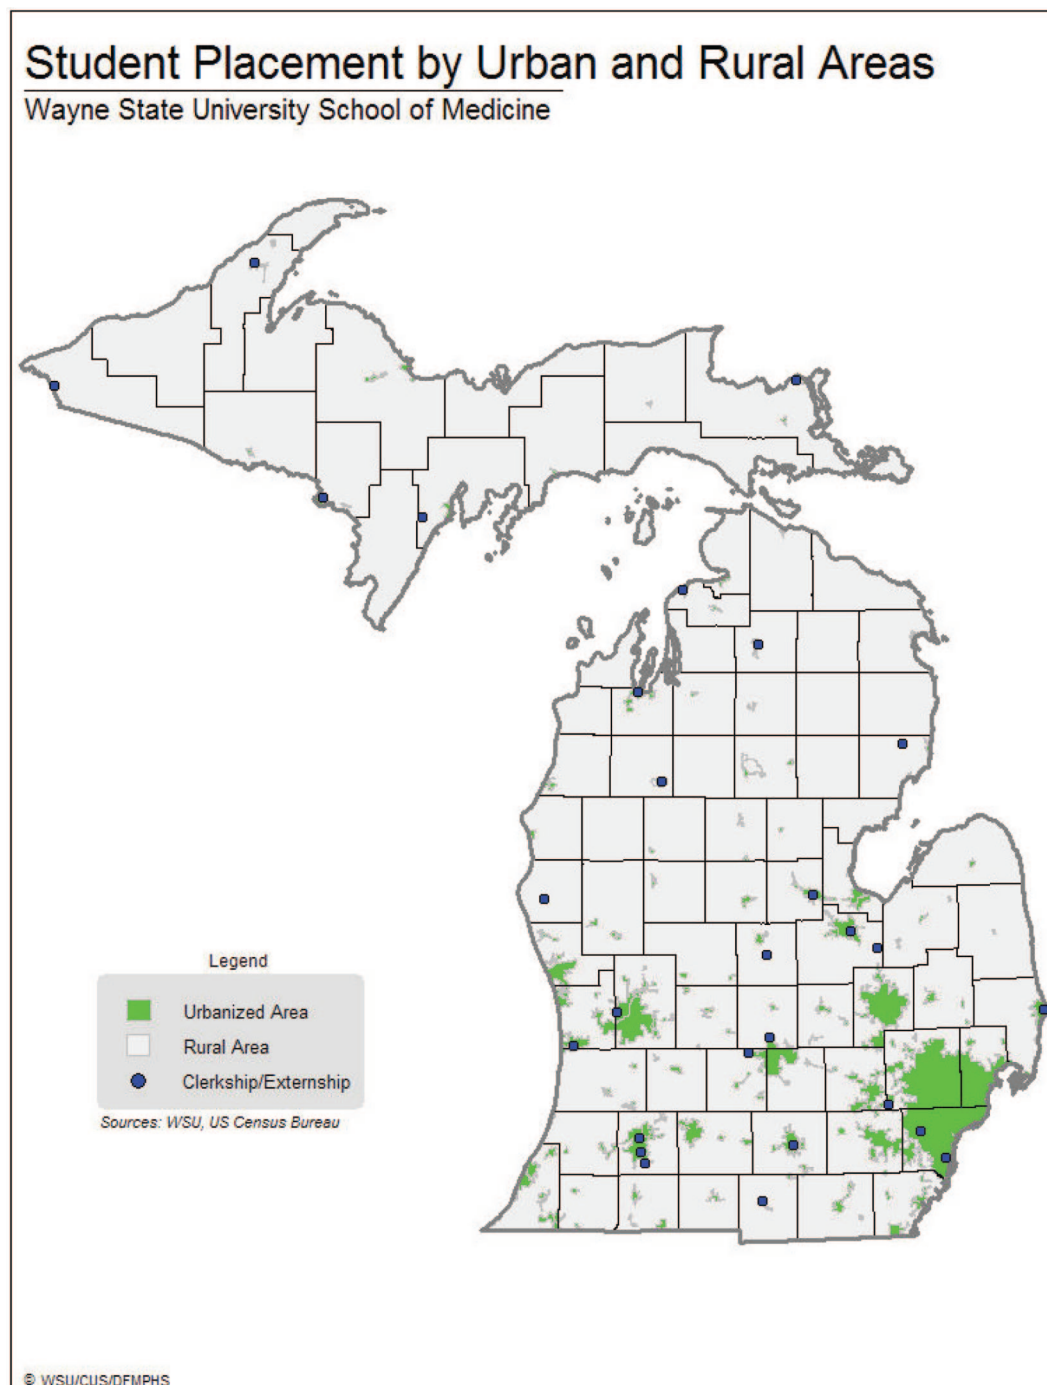 Student Placement by Urban and Rural Areas
Wayne State University School of Medicine
Legend
Urbanized Area
Rural Area
Clerkship/Externship
Sources: WSU, US Census Bureau
© WSU/CUS/DFMPHS